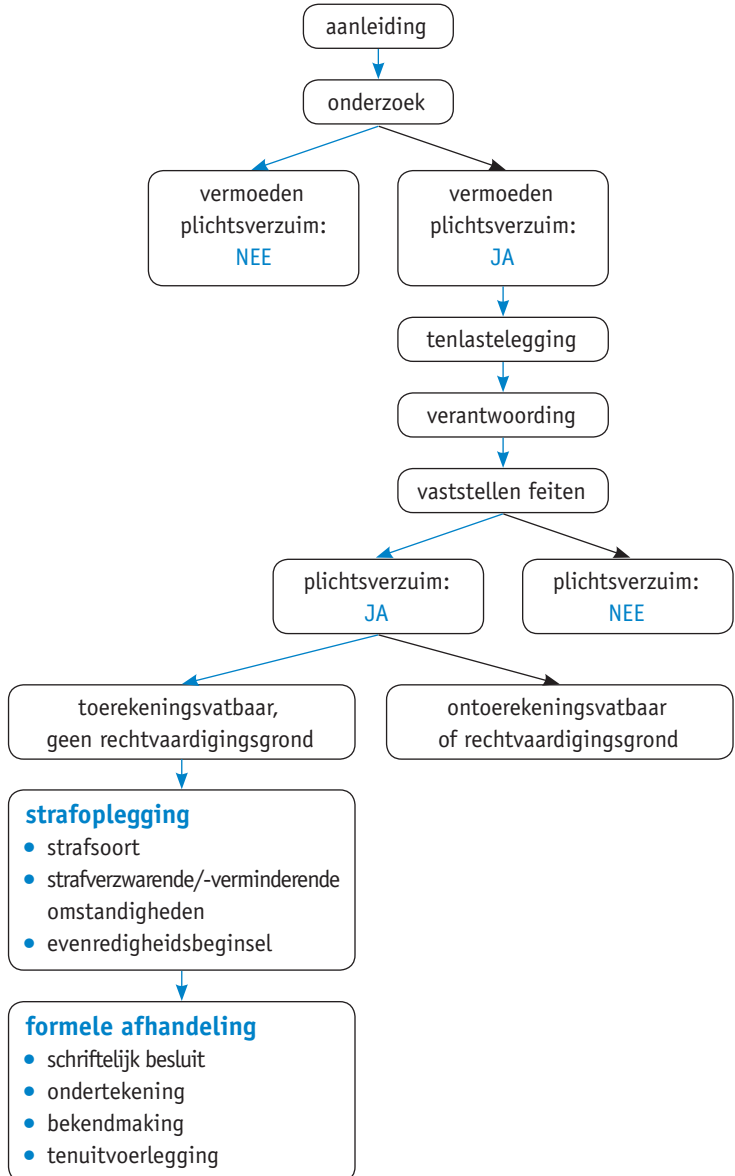 aanleiding
onderzoek
vermoeden
plichtsverzuim:
NEE
vermoeden
plichtsverzuim:
JA
tenlastelegging
verantwoording
vaststellen feiten
plichtsverzuim:
JA
plichtsverzuim:
NEE
toerekeningsvatbaar,
geen rechtvaardigingsgrond
ontoerekeningsvatbaar
of rechtvaardigingsgrond
strafoplegging
• strafsoort
• strafverzwarende/-verminderende
omstandigheden
• evenredigheidsbeginsel
formele afhandeling
• schriftelijk besluit
• ondertekening
• bekendmaking
• tenuitvoerlegging